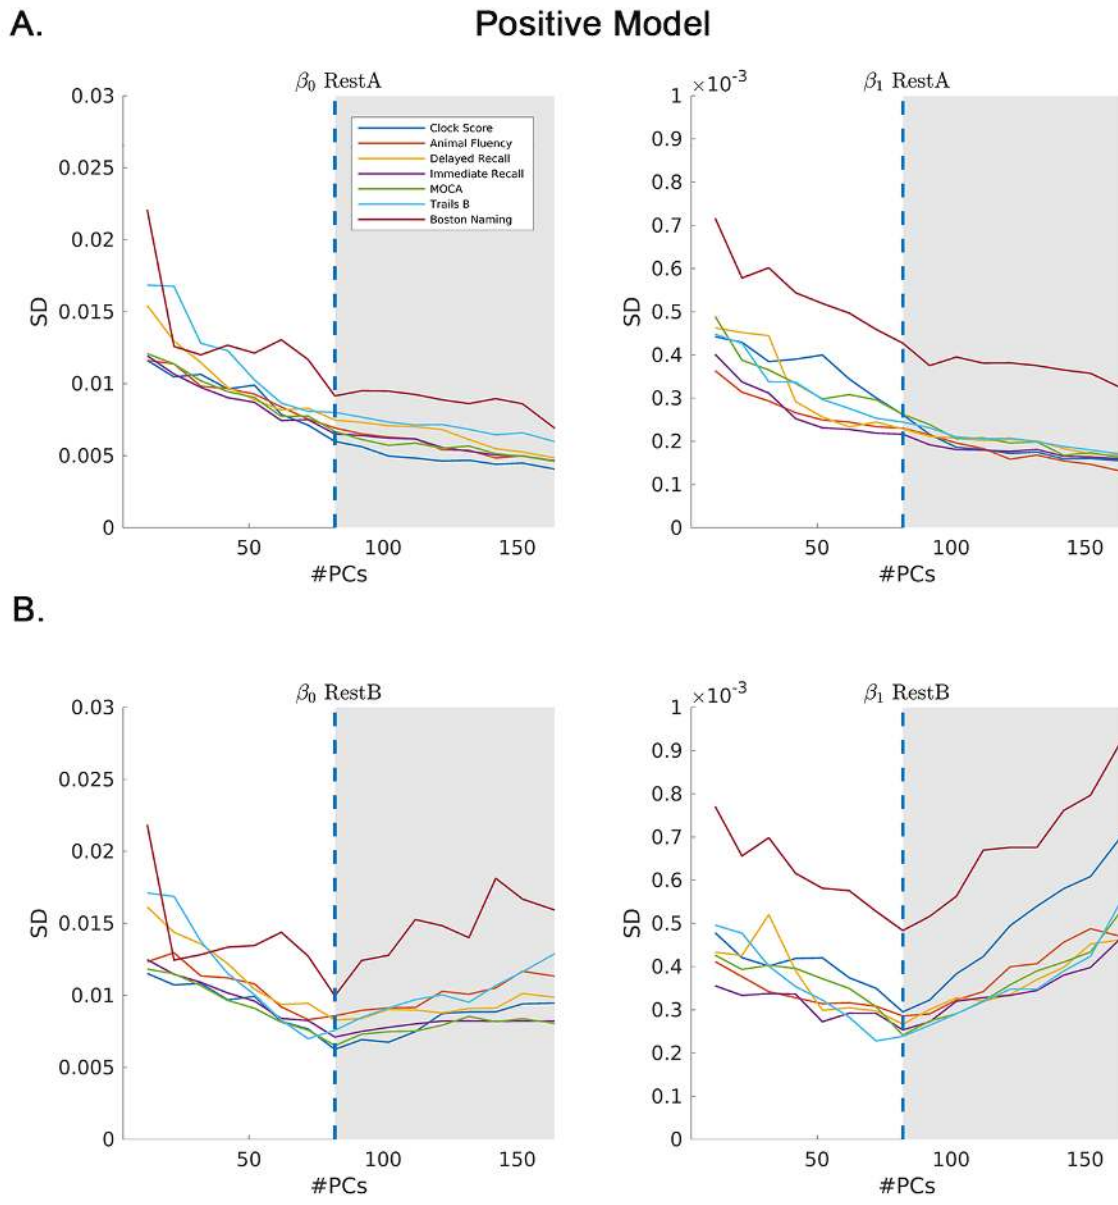 A.
Positive Model
β₀ RestA
0.03
0.025
0.02
0.015
0.01
0.005
0
SD
50
100
150
#PCs
Clock Score
Animal Fluency
Delayed Recall
Immediate Recall
MOCA
Trails B
Boston Naming
β₁ RestA
×10⁻³
1
0.9
0.8
0.7
0.6
0.5
0.4
0.3
0.2
0.1
0
SD
50
100
150
#PCs
B.
β₀ RestB
0.03
0.025
0.02
0.015
0.01
0.005
0
SD
50
100
150
#PCs
β₁ RestB
×10⁻³
1
0.9
0.8
0.7
0.6
0.5
0.4
0.3
0.2
0.1
0
SD
50
100
150
#PCs